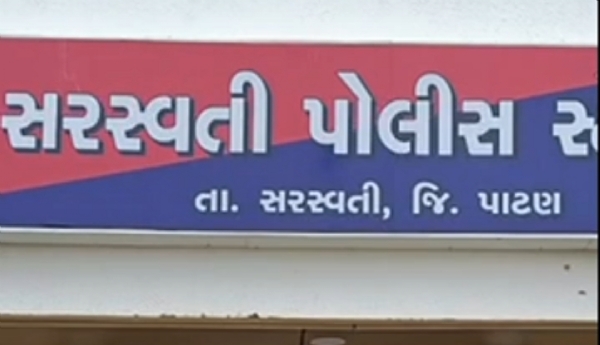 સરસ્વતી પોલીસ
તા. સરસ્વતી, જિ. પાટણ